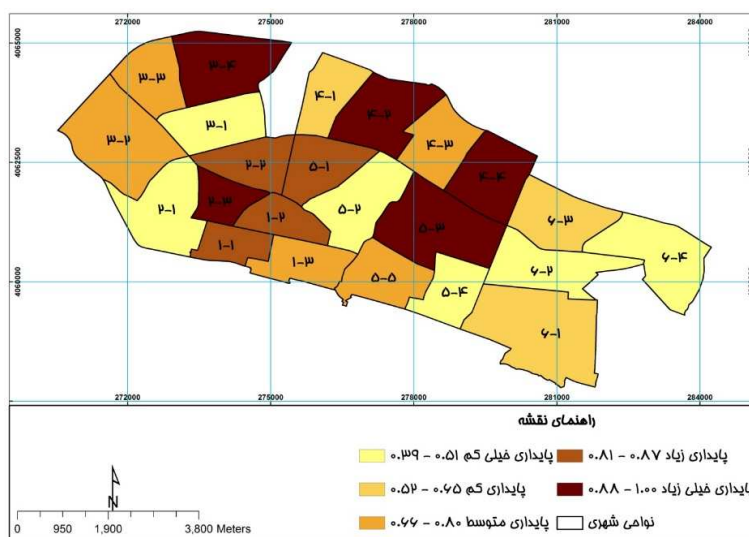 272000 275000 278000 281000 284000
4065000
۳-۴
۳-۳
۴-۱
۴-۲
۳-۱
۴-۳
۳-۲
4062500
۲-۲
۵-۱
۴-۴
۲-۳
۲-۱
۱-۲
۵-۲
۵-۳
۶-۳
۱-۱
۱-۳
۵-۵
۶-۲
۶-۴
4060000
۵-۴
۶-۱
272000 275000 278000 281000 284000
راهنمای نقشه
پایداری خیلی کم ۰.۵۱ - ۰.۳۹
پایداری زیاد ۰.۸۷ - ۰.۸۱
پایداری کم ۰.۶۵ - ۰.۵۲
پایداری خیلی زیاد ۱.۰۰ - ۰.۸۸
پایداری متوسط ۰.۸۰ - ۰.۶۶
نواحی شهری
N
0 950 1,900 3,800 Meters